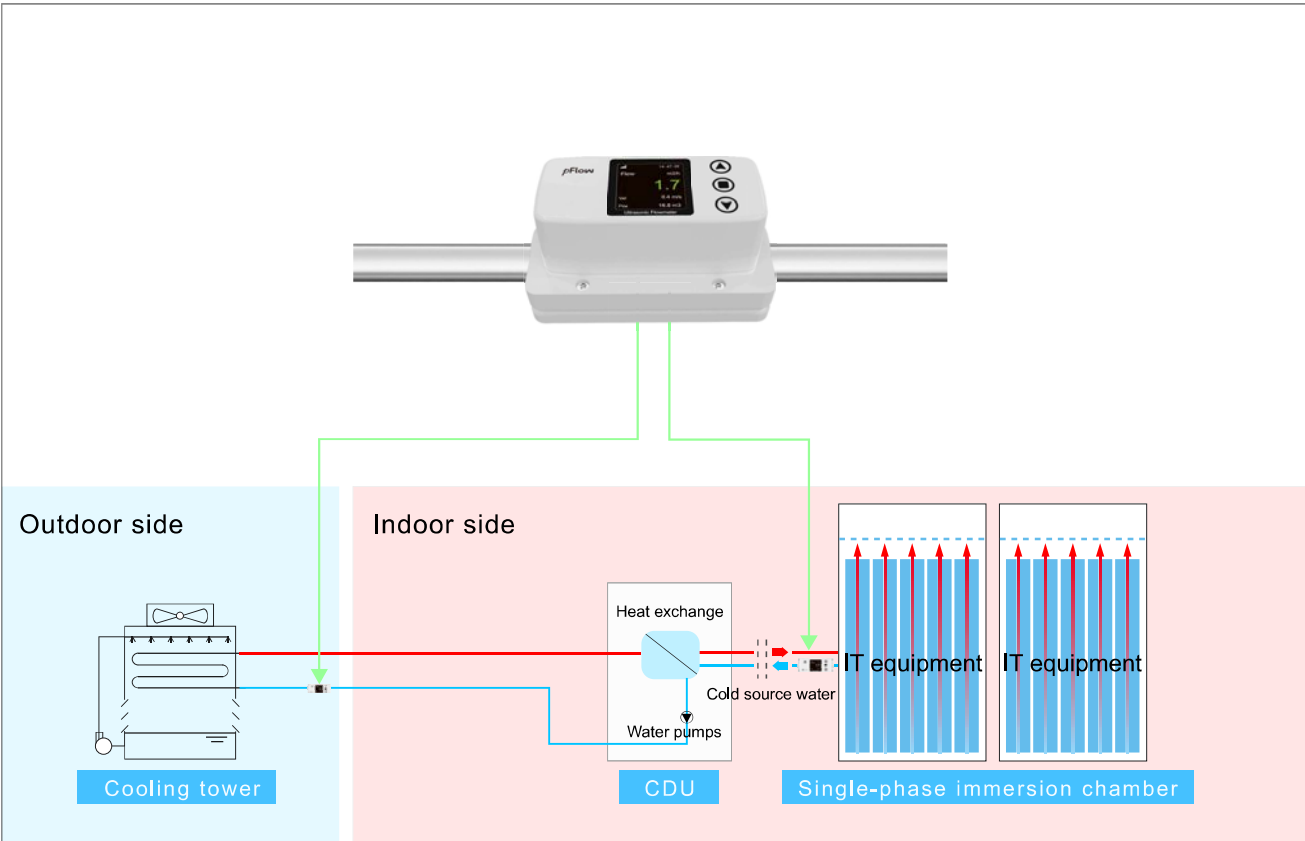 pFlow
Flow
m3/h
1.7
Ultrasonic Flowmeter
Outdoor side
Indoor side
Heat exchange
IT equipment
IT equipment
Cold source water
Water pumps
Cooling tower
CDU
Single-phase immersion chamber